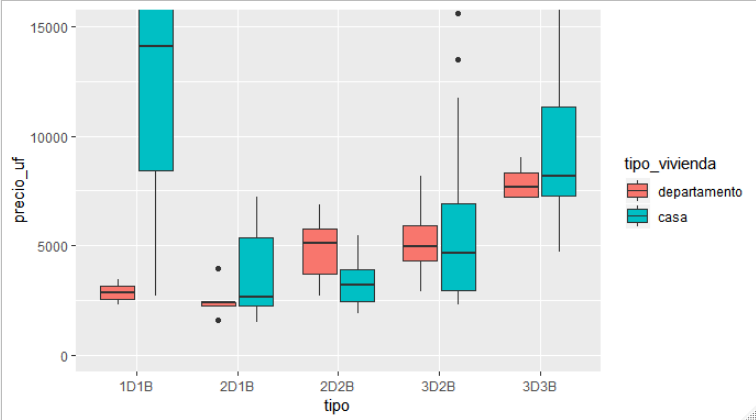 15000
10000
5000
0
precio_uf
1D1B 2D1B 2D2B 3D2B 3D3B
tipo
tipo_vivienda
departamento
casa